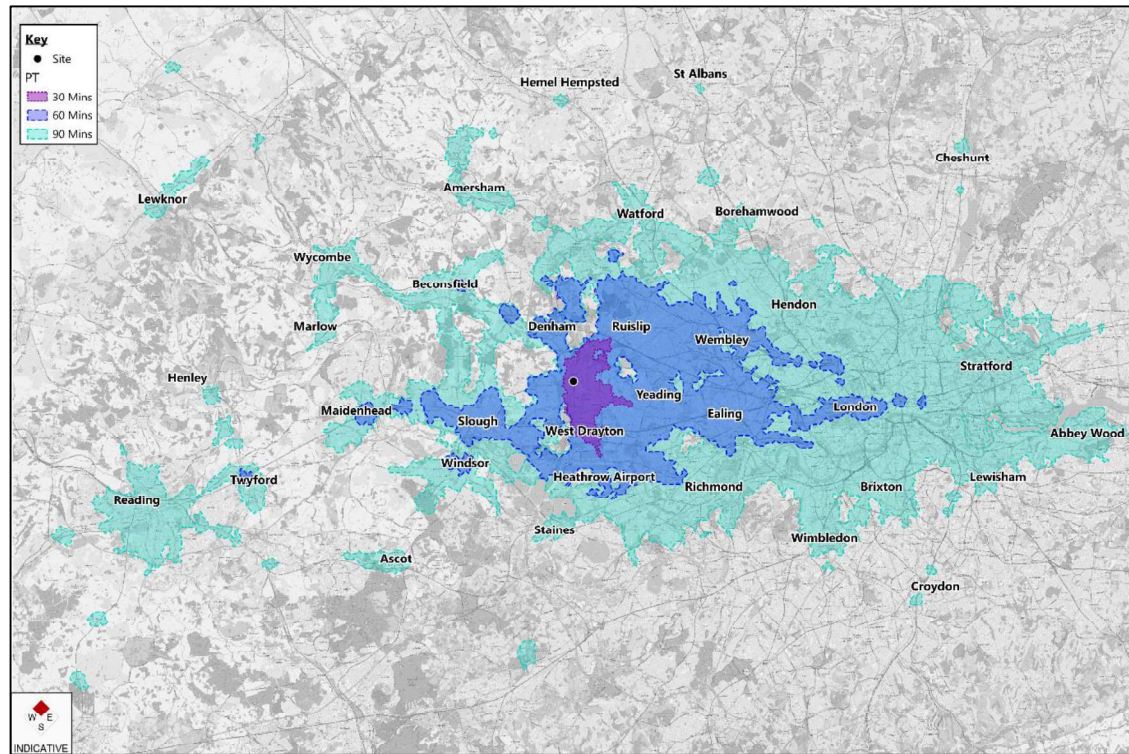 Key
Site
PT
30 Mins
60 Mins
90 Mins
Hemel Hempsted
St Albans
Cheshunt
Lewknor
Amersham
Watford
Borehamwood
Wycombe
Beconsfield
Hendon
Marlow
Denham
Ruislip
Wembley
Stratford
Henley
Yeading
Maidenhead
Slough
Ealing
London
West Drayton
Abbey Wood
Windsor
Heathrow Airport
Twyford
Richmond
Brixton
Lewisham
Reading
Staines
Wimbledon
Ascot
Croydon
W E
S
INDICATIVE